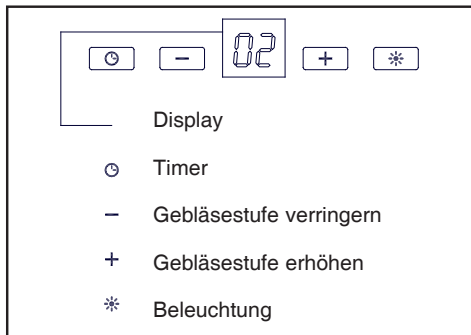 02
Display
Timer
– Gebläsestufe verringern
+ Gebläsestufe erhöhen
Beleuchtung